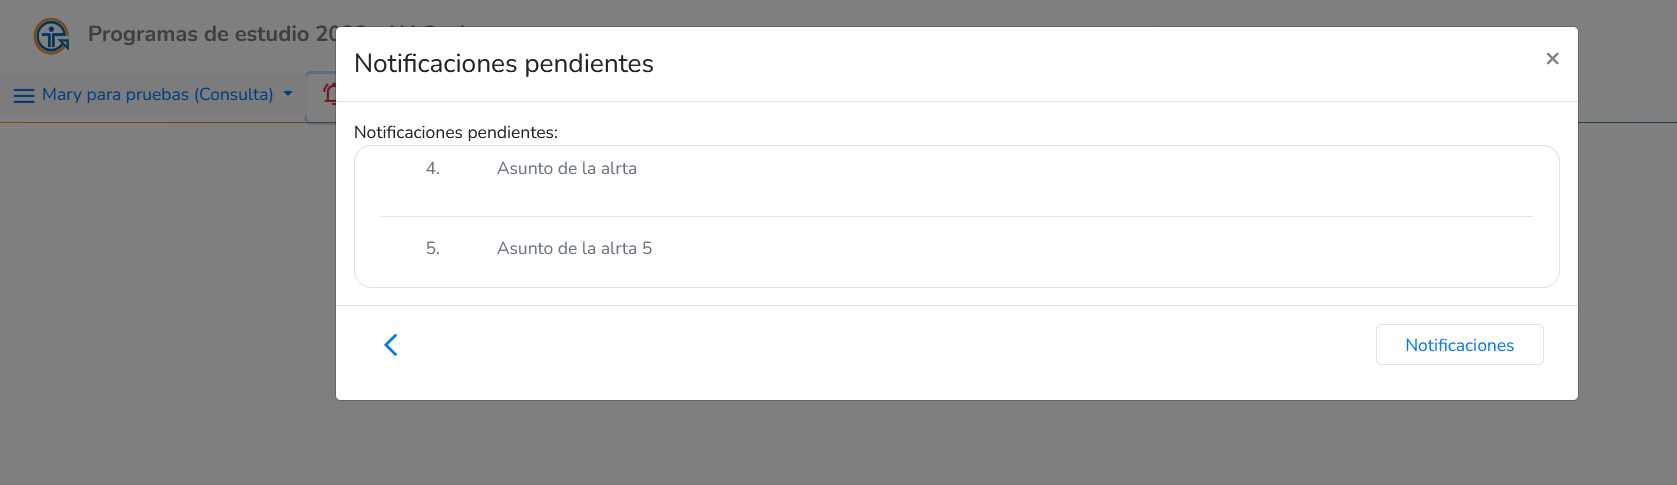 Programas de estudio
Notificaciones pendientes
×
Mary para pruebas (Consulta)
Notificaciones pendientes:
4. Asunto de la alrta
5. Asunto de la alrta 5
Notificaciones